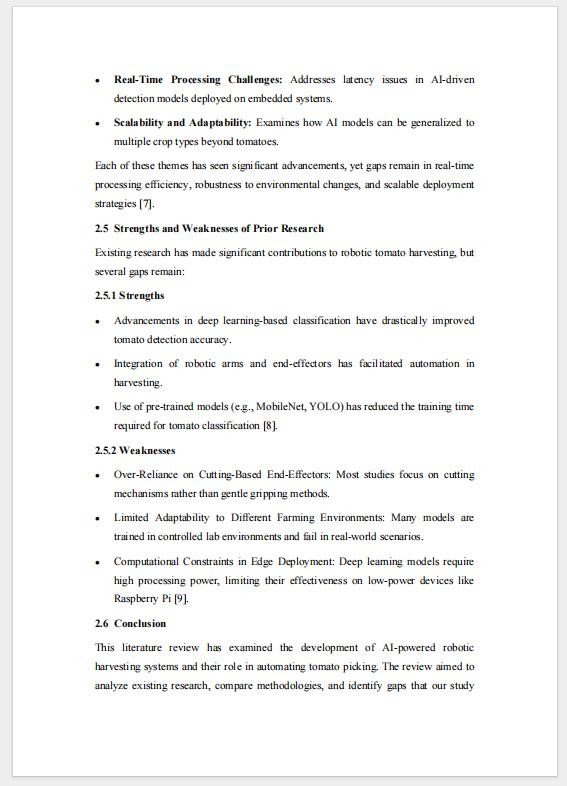 • Real-Time Processing Challenges: Addresses latency issues in AI-driven
detection models deployed on embedded systems.
• Scalability and Adaptability: Examines how AI models can be generalized to
multiple crop types beyond tomatoes.
Each of these themes has seen significant advancements, yet gaps remain in real-time
processing efficiency, robustness to environmental changes, and scalable deployment
strategies [7].
2.5 Strengths and Weaknesses of Prior Research
Existing research has made significant contributions to robotic tomato harvesting, but
several gaps remain:
2.5.1 Strengths
• Advancements in deep learning-based classification have drastically improved
tomato detection accuracy.
• Integration of robotic arms and end-effectors has facilitated automation in
harvesting.
• Use of pre-trained models (e.g., MobileNet, YOLO) has reduced the training time
required for tomato classification [8].
2.5.2 Weaknesses
• Over-Reliance on Cutting-Based End-Effectors: Most studies focus on cutting
mechanisms rather than gentle gripping methods.
• Limited Adaptability to Different Farming Environments: Many models are
trained in controlled lab environments and fail in real-world scenarios.
• Computational Constraints in Edge Deployment: Deep learning models require
high processing power, limiting their effectiveness on low-power devices like
Raspberry Pi [9].
2.6 Conclusion
This literature review has examined the development of AI-powered robotic
harvesting systems and their role in automating tomato picking. The review aimed to
analyze existing research, compare methodologies, and identify gaps that our study